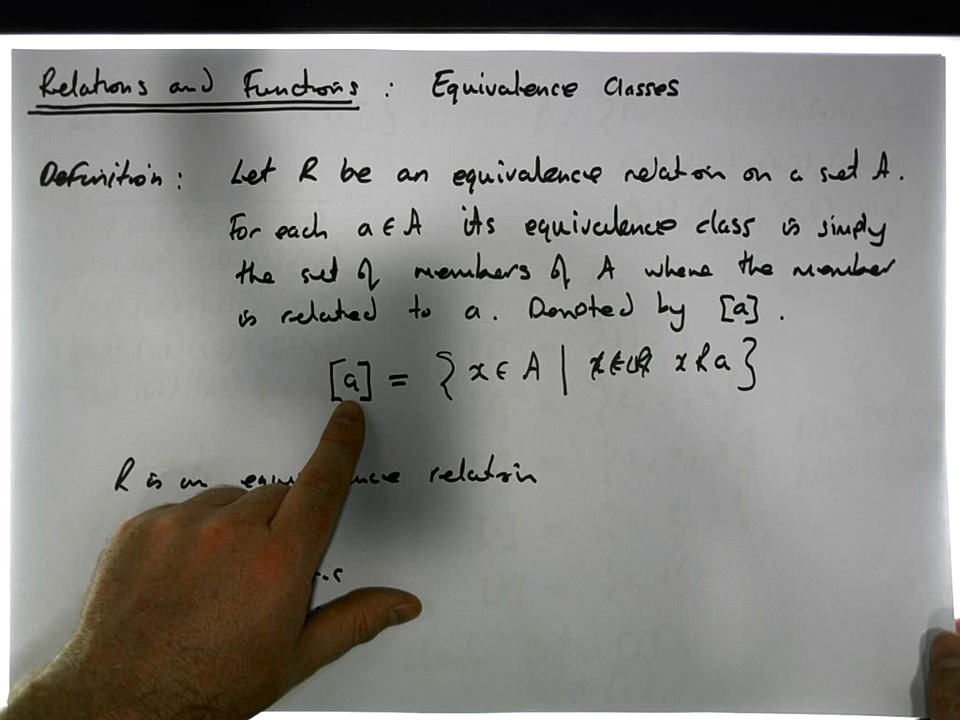 Relations and Functions : Equivalence Classes
Definition: Let R be an equivalence relation on a set A.
For each a ∈ A its equivalence class is simply
the set of members of A where the member
is related to a. Denoted by [a].
[a] = { x ∈ A | x R a }
R is an relation